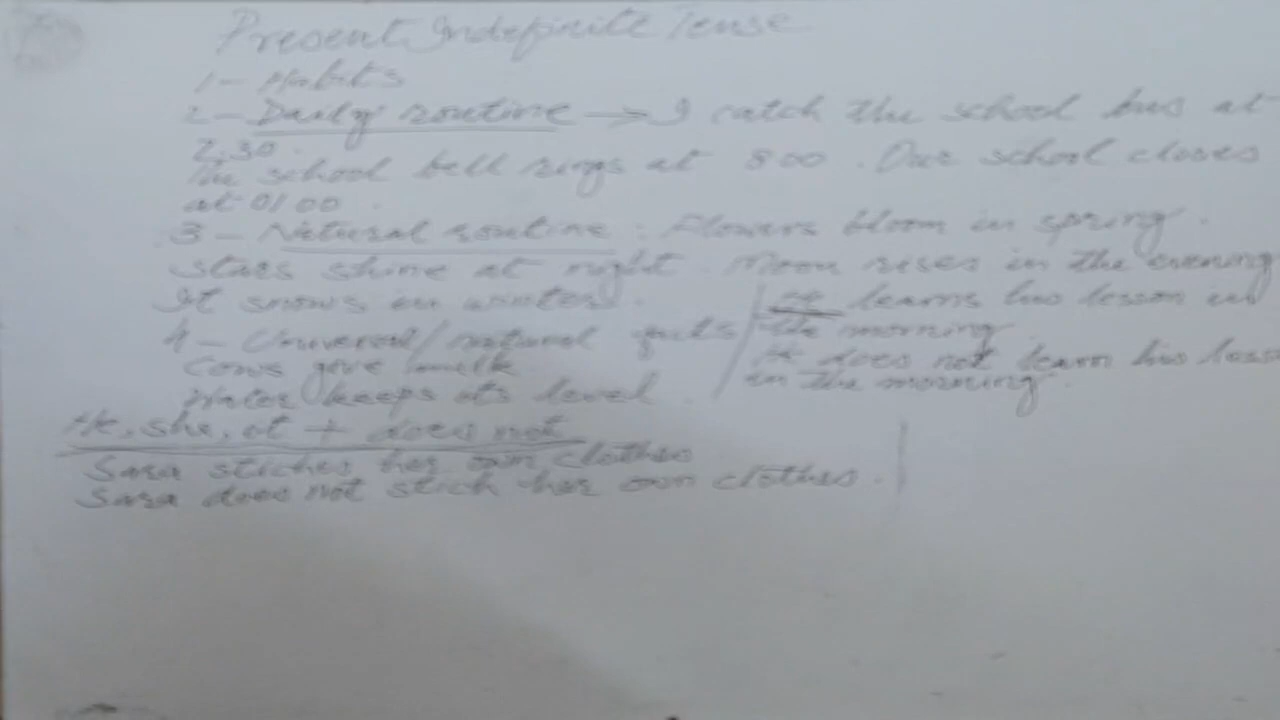 Present Indefinite Tense
1- Habits
2- Daily routine → I catch the school bus at
7.30.
The school bell rings at 8 00. Our school closes
at 01 00.
3- Natural routine: Flowers bloom in spring.
Stars shine at night. Moon rises in the evening
It snows in winter.
4- Universal/natural facts
Cows give milk
Water keeps its level.
He learns his lesson in
the morning
He does not learn his
in the morning.
He, she, it + does not
Sara stiches her own clothes
Sara does not stich her own clothes.